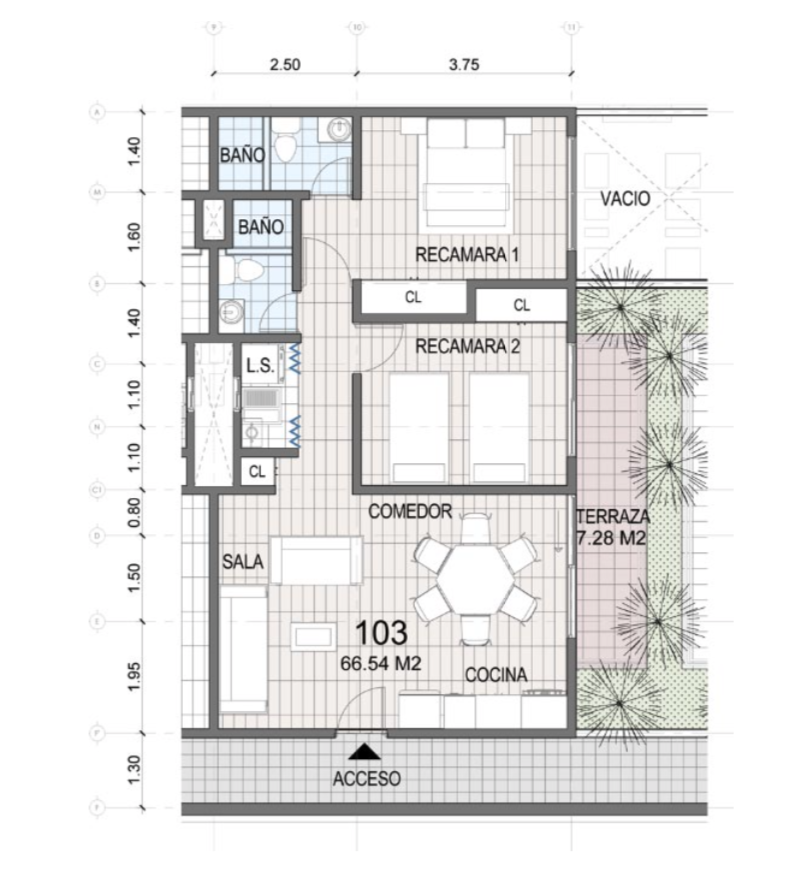 9
10
11
2.50
3.75
A
1.40
BAÑO
VACIO
1.60
BAÑO
RECAMARA 1
B
CL
CL
1.40
RECAMARA 2
C
L.S.
1.10
N
1.10
CL
C1
0.80
COMEDOR
TERRAZA
7.28 M2
D
SALA
1.50
E
103
66.54 M2
COCINA
1.95
1.30
ACCESO
F